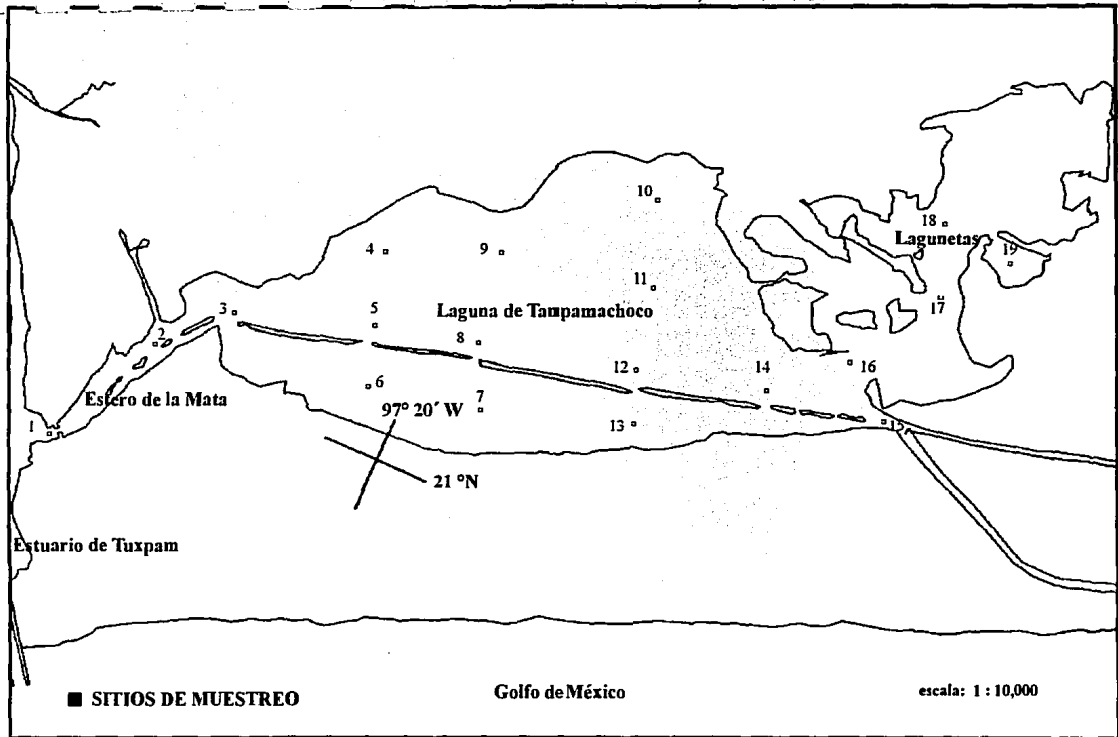 10
18
Lagunetas
4
9
19
11
17
3
5
Laguna de Tampamachoco
2
8
12
14
16
6
Estero de la Mata
7
97° 20´ W
1
13
15
21 °N
Estuario de Tuxpam
■ SITIOS DE MUESTREO
Golfo de México
escala: 1 : 10,000